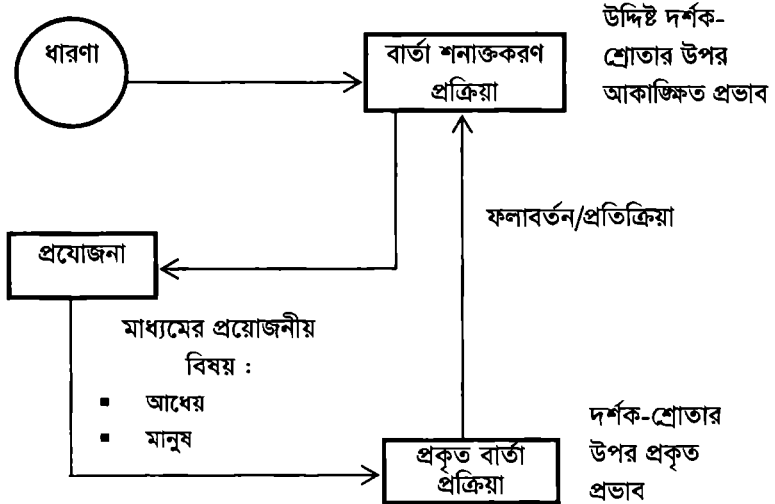 ধারণা
বার্তা শনাক্তকরণ
প্রক্রিয়া
উদ্দিষ্ট দর্শক-
শ্রোতার উপর
আকাঙ্ক্ষিত প্রভাব
ফলাবর্তন/প্রতিক্রিয়া
প্রযোজনা
মাধ্যমের প্রয়োজনীয়
বিষয় :
▪ আধেয়
▪ মানুষ
প্রকৃত বার্তা
প্রক্রিয়া
দর্শক-শ্রোতার
উপর প্রকৃত
প্রভাব